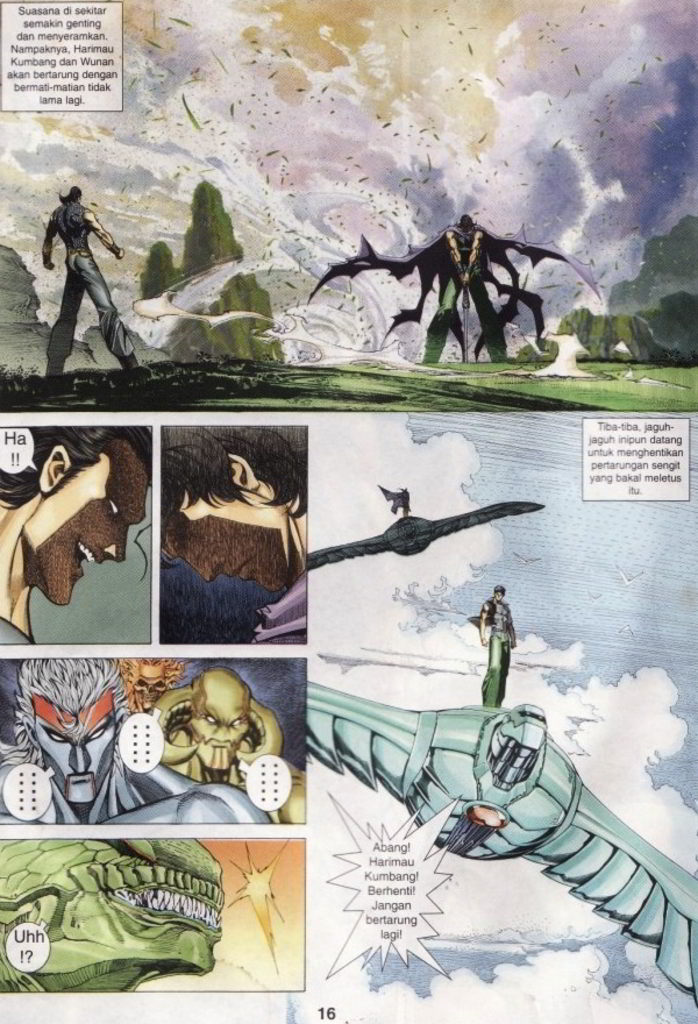 Suasana di sekitar
semakin genting
dan menyeramkan.
Nampaknya, Harimau
Kumbang dan Wunan
akan bertarung dengan
bermati-matian tidak
lama lagi.
Ha
!!
Tiba-tiba, jaguh-
jaguh inipun datang
untuk menghentikan
pertarungan sengit
yang bakal meletus
itu.
Abang!
Harimau
Kumbang!
Berhenti!
Jangan
bertarung
lagi!
Uhh
!?
16